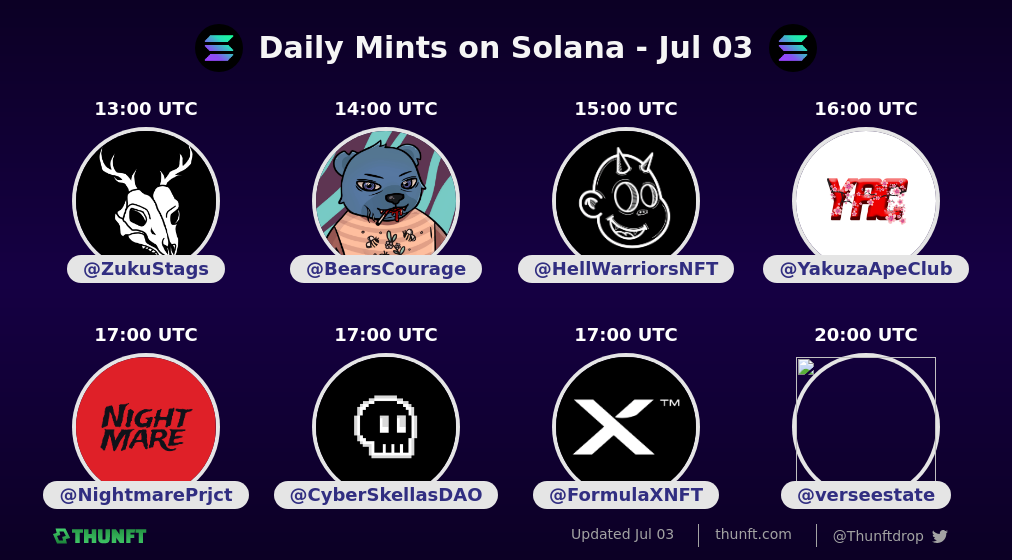 Daily Mints on Solana - Jul 03
13:00 UTC
14:00 UTC
15:00 UTC
16:00 UTC
YAC.
@ZukuStags
@BearsCourage
@HellWarriorsNFT
@YakuzaApeClub
17:00 UTC
17:00 UTC
17:00 UTC
20:00 UTC
NIGHT
MARE
X™
@NightmarePrjct
@CyberSkellasDAO
@FormulaXNFT
@verseestate
THUNFT
Updated Jul 03
thunft.com
@Thunftdrop